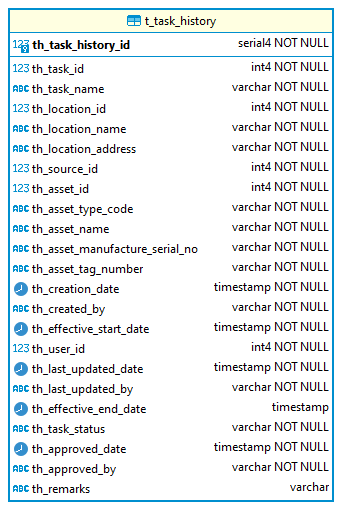 t_task_history
123 th_task_history_id serial4 NOT NULL
123 th_task_id int4 NOT NULL
ABC th_task_name varchar NOT NULL
123 th_location_id int4 NOT NULL
ABC th_location_name varchar NOT NULL
ABC th_location_address varchar NOT NULL
123 th_source_id int4 NOT NULL
123 th_asset_id int4 NOT NULL
ABC th_asset_type_code varchar NOT NULL
ABC th_asset_name varchar NOT NULL
ABC th_asset_manufacture_serial_no varchar NOT NULL
ABC th_asset_tag_number varchar NOT NULL
th_creation_date timestamp NOT NULL
ABC th_created_by varchar NOT NULL
th_effective_start_date timestamp NOT NULL
123 th_user_id int4 NOT NULL
th_last_updated_date timestamp NOT NULL
ABC th_last_updated_by varchar NOT NULL
th_effective_end_date timestamp
ABC th_task_status varchar NOT NULL
th_approved_date timestamp NOT NULL
ABC th_approved_by varchar NOT NULL
ABC th_remarks varchar